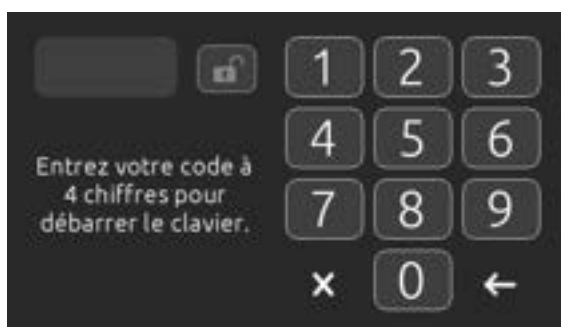 1 2 3
4 5 6
Entrez votre code à
4 chiffres pour
débarrer le clavier.
7 8 9
× 0 ←